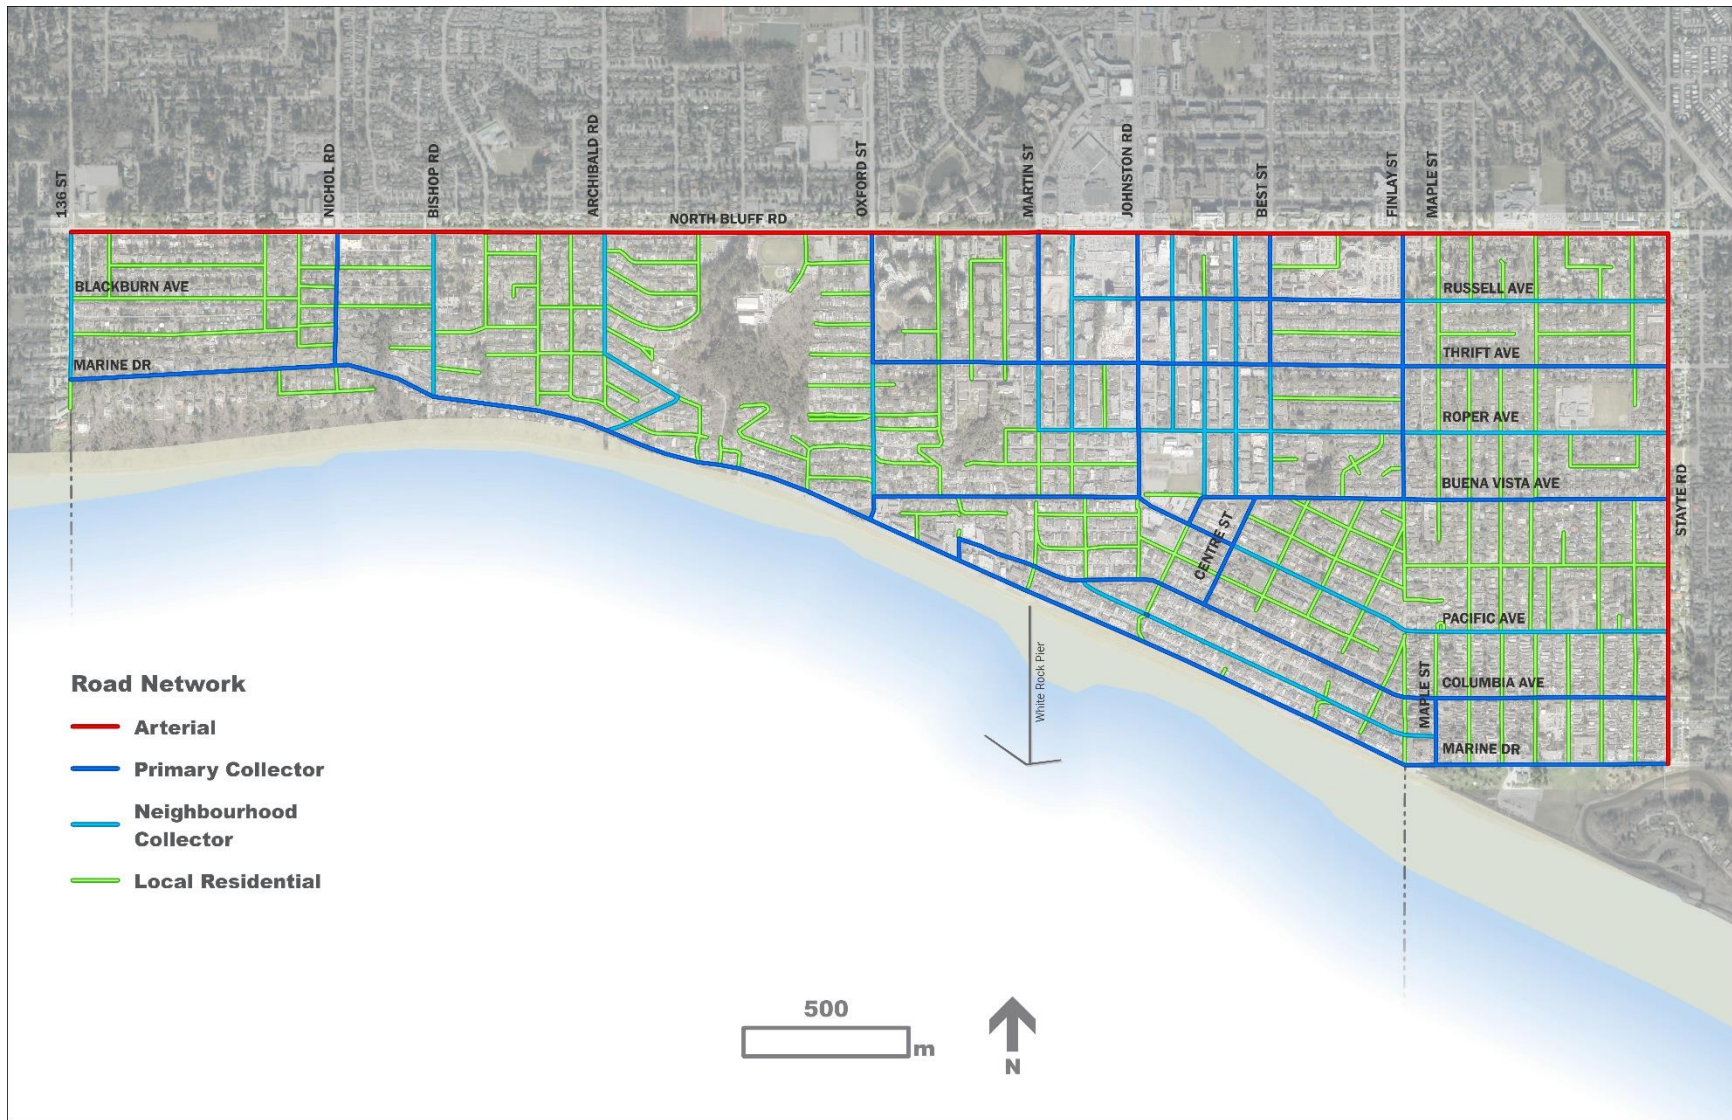 136 ST
NICHOL RD
BISHOP RD
ARCHIBALD RD
OXFORD ST
MARTIN ST
JOHNSTON RD
BEST ST
FINLAY ST
MAPLE ST
NORTH BLUFF RD
BLACKBURN AVE
RUSSELL AVE
MARINE DR
THRIFT AVE
ROPER AVE
BUENA VISTA AVE
STAYTE RD
CENTRE ST
PACIFIC AVE
White Rock Pier
MAPLE ST
COLUMBIA AVE
MARINE DR
Road Network
Arterial
Primary Collector
Neighbourhood
Collector
Local Residential
500
m
N